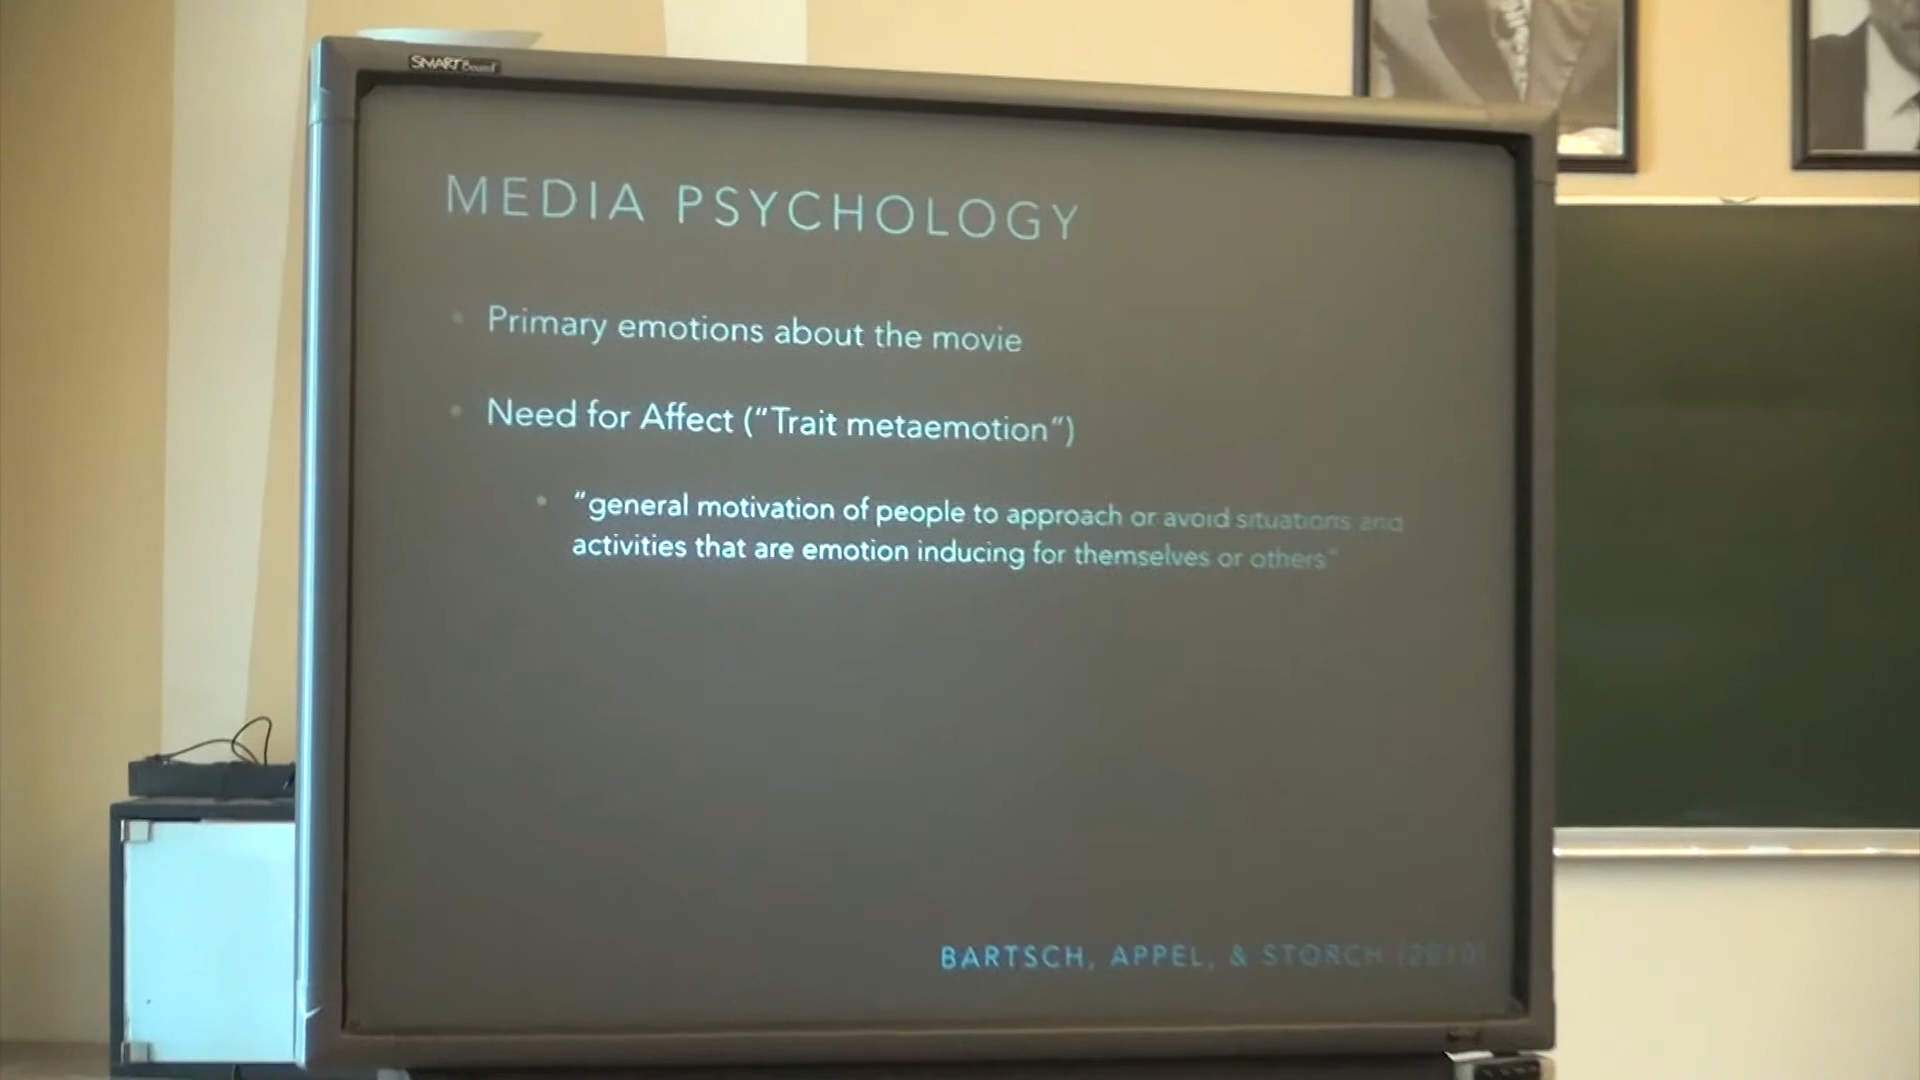 SMART Board
MEDIA PSYCHOLOGY
Primary emotions about the movie
Need for Affect (“Trait metaemotion”)
“general motivation of people to approach or avoid situations and
activities that are emotion inducing for themselves or others”
BARTSCH, APPEL, & STORCH (2010)